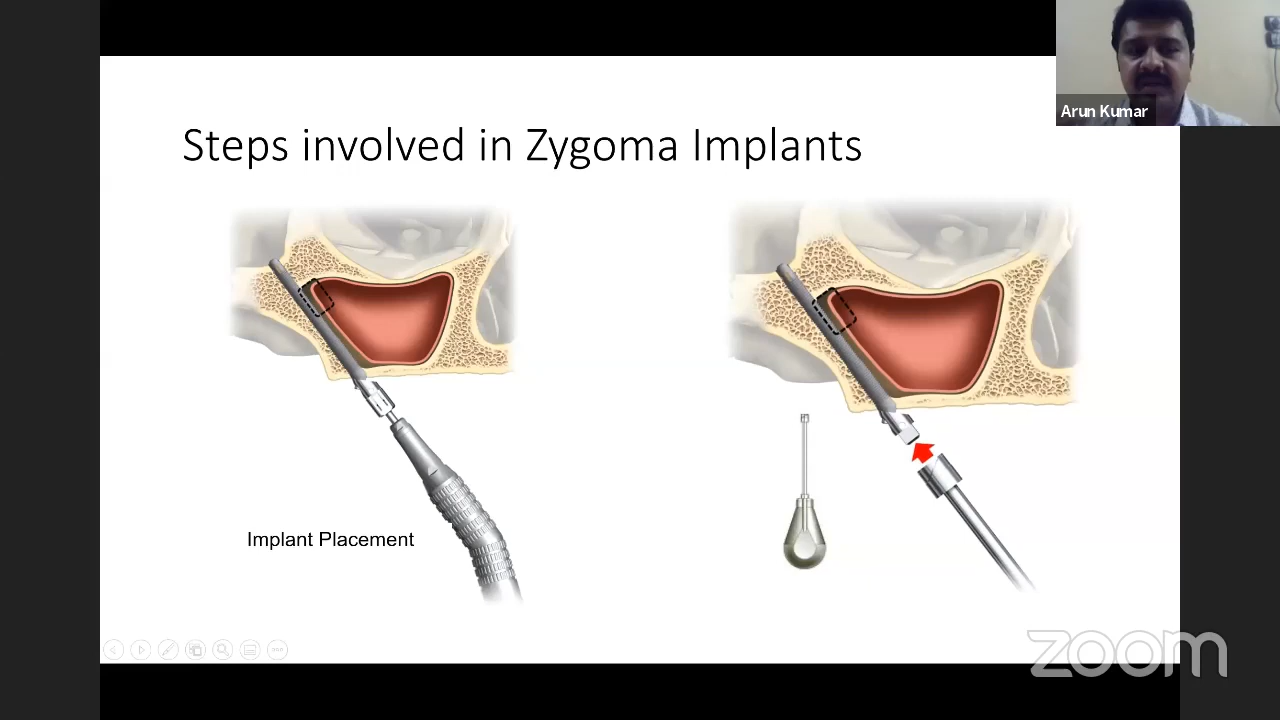 Arun Kumar
Steps involved in Zygoma Implants
Implant Placement
zoom